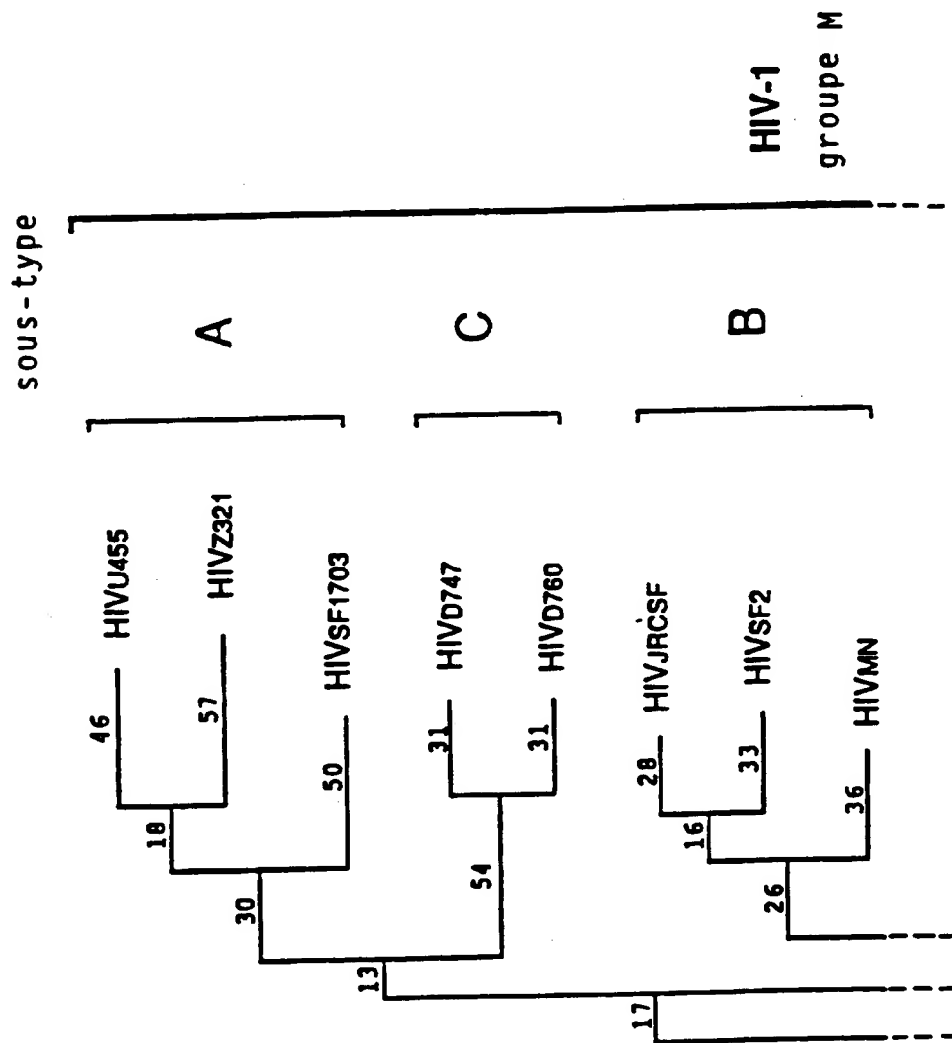 sous-type
A
C
B
HIV-1
groupe M
HIVU455
HIVZ321
HIVSF1703
HIVD747
HIVD760
HIVJRCSF
HIVSF2
HIVMN
46
57
18
50
30
31
31
54
13
28
33
16
36
26
17